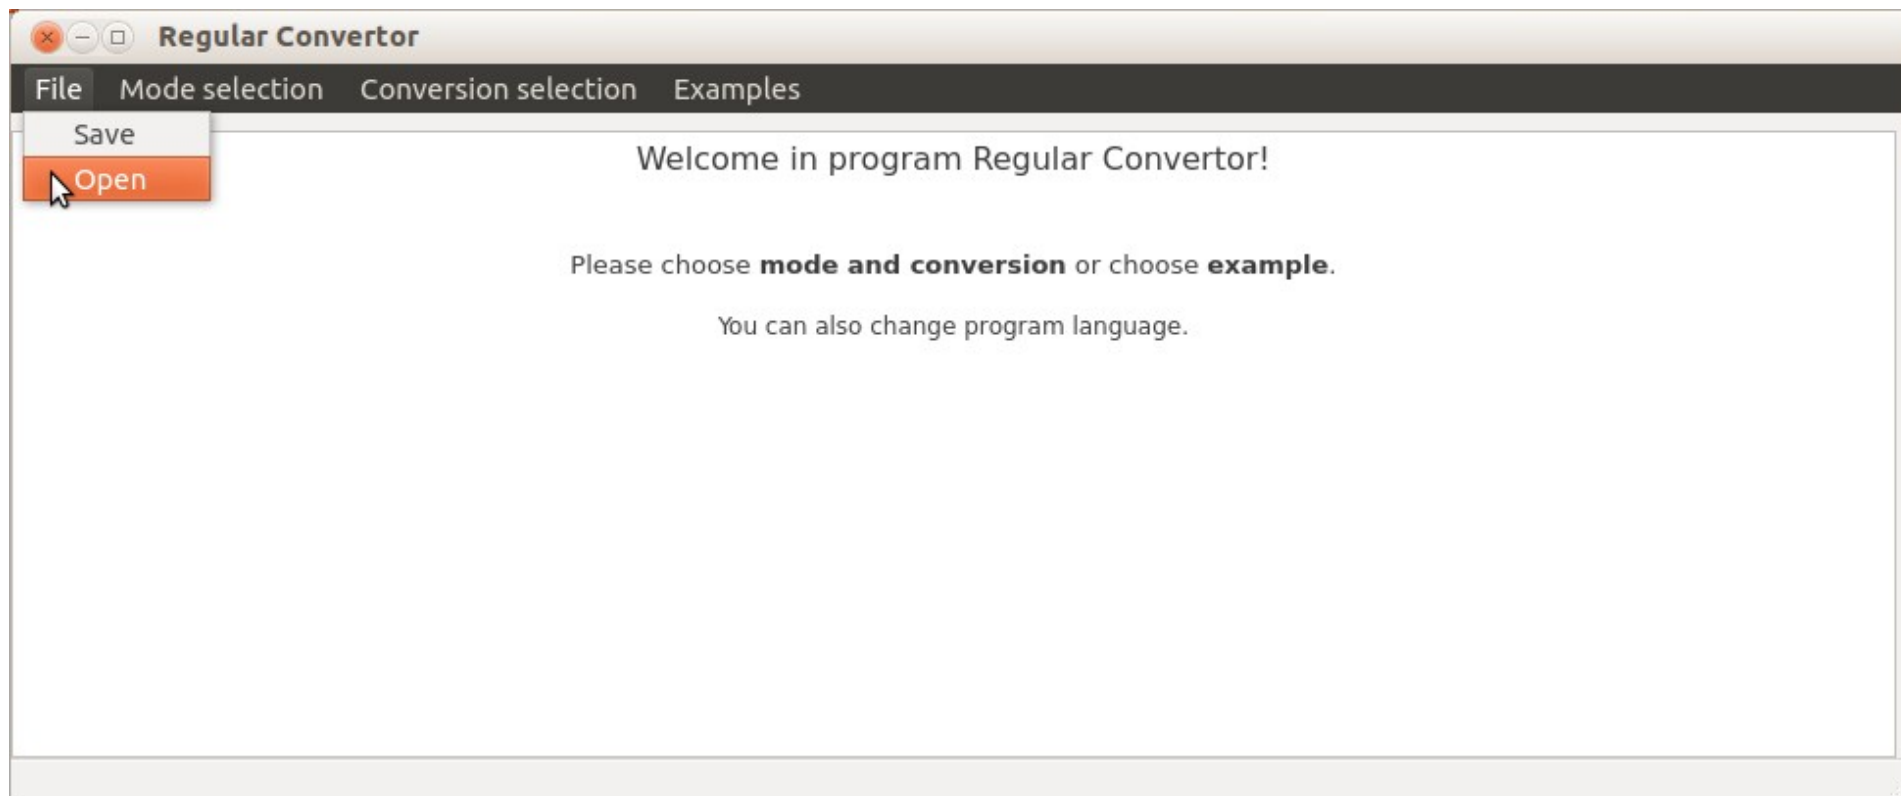 Regular Convertor
File Mode selection Conversion selection Examples
Save
Open
Welcome in program Regular Convertor!
Please choose mode and conversion or choose example.
You can also change program language.